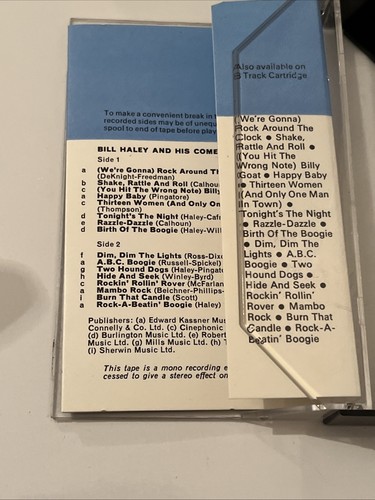 To make a convenient break in t
recorded sides may be of unequ
spool to end of tape before play
BILL HALEY AND HIS COME
Side 1
a (We're Gonna) Rock Around Th
(DeKnight-Freedman)
b Shake, Rattle And Roll (Calhou
c (You Hit The Wrong Note) Billy
a Happy Baby (Pingatore)
Thirteen Women (And Only On
(Thompson)
d Tonight's The Night (Haley-Caf
e Razzle-Dazzle (Calhoun)
d Birth Of The Boogie (Haley-Will
Side 2
f Dim, Dim The Lights (Ross-Dix
a A.B.C. Boogie (Russell-Spickel)
g Two Hound Dogs (Haley-Pingat
h Hide And Seek (Winley-Byrd)
c Rockin' Rollin' Rover (McFarlan
c Mambo Rock (Belchner-Phillips-
i Burn That Candle (Scott)
a Rock-A-Beatin' Boogie (Haley)
Publishers: (a) Edward Kassner Mu
Connelly & Co. Ltd. (c) Cinephonic
(d) Burlington Music Ltd. (e) Robert
Music Ltd. (g) Mills Music Ltd. (h)
(i) Sherwin Music Ltd.
This tape is a mono recording e
cessed to give a stereo effect on
Also available on
8 Track Cartridge
(We're Gonna)
Rock Around The
Clock • Shake,
Rattle And Roll •
(You Hit The
Wrong Note) Billy
Goat • Happy Baby
• Thirteen Women
(And Only One Man
In Town) •
Tonight's The Night
• Razzle-Dazzle •
Birth Of The Boogie
• Dim, Dim The
Lights • A.B.C.
Boogie • Two
Hound Dogs •
Hide And Seek •
Rockin' Rollin'
Rover • Mambo
Rock • Burn That
Candle • Rock-A-
Beatin' Boogie